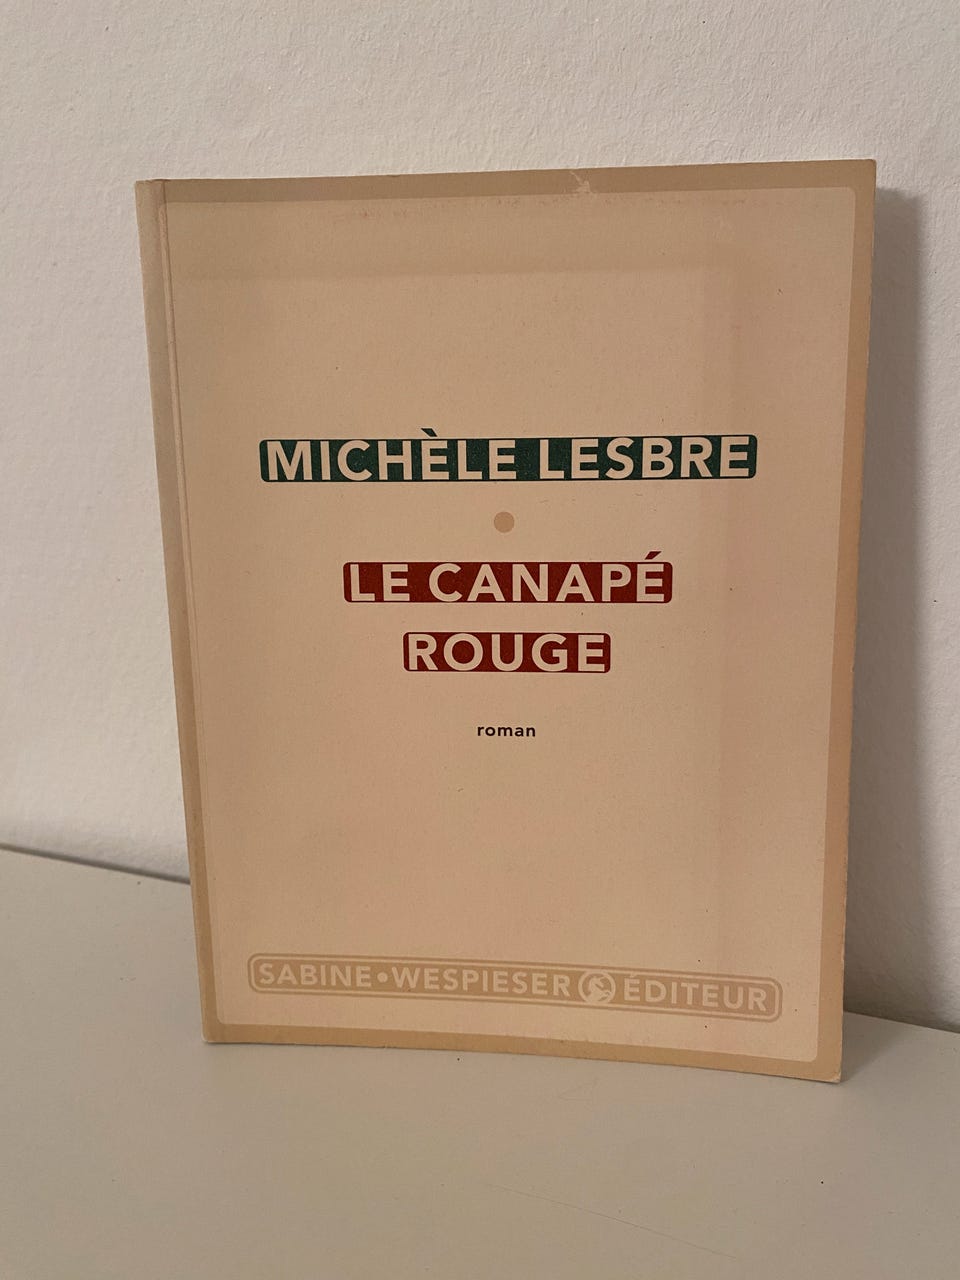 MICHÈLE LESBRE
LE CANAPÉ
ROUGE
roman
SABINE•WESPIESER ÉDITEUR